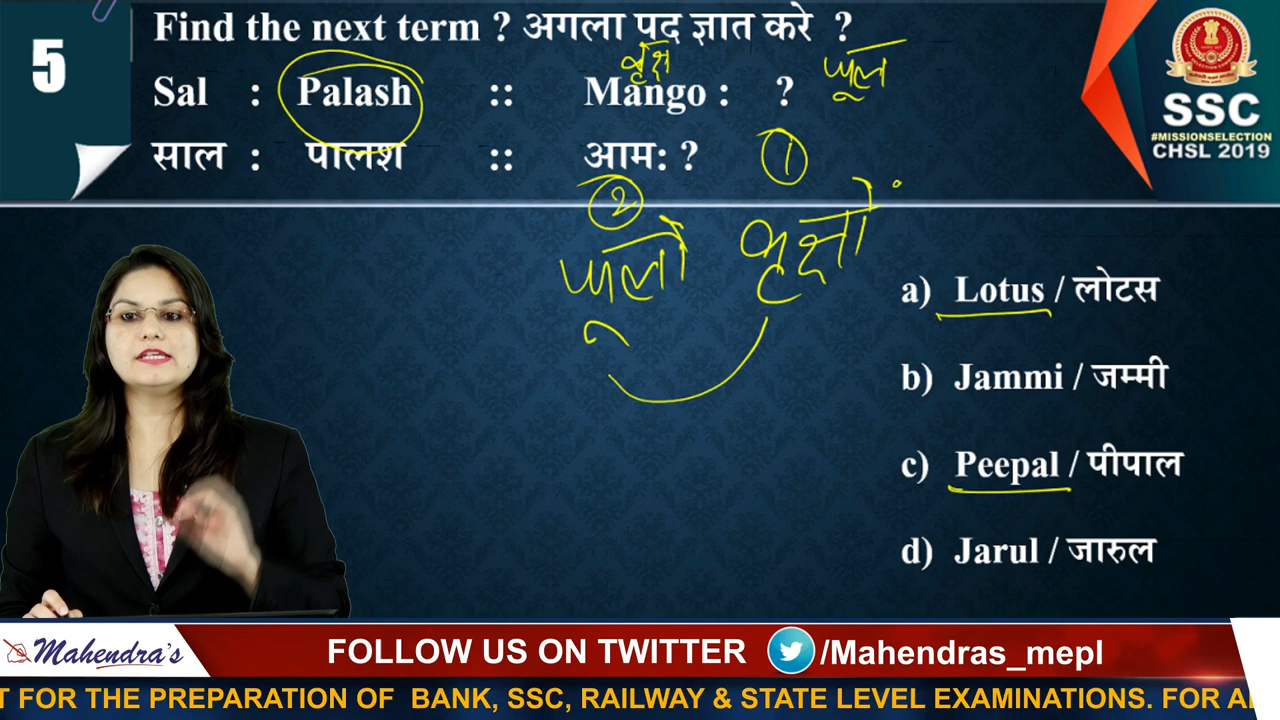 5
Find the next term ? अगला पद ज्ञात करे ?
वृक्ष
फूल
Sal : Palash :: Mango : ?
साल : पालश :: आम: ?
1
2
फूलों वृक्षों
SSC
#MISSIONSELECTION
CHSL 2019
a) Lotus / लोटस
b) Jammi / जम्मी
c) Peepal / पीपाल
d) Jarul / जारुल
Mahendra's
FOLLOW US ON TWITTER /Mahendras_mepl
T FOR THE PREPARATION OF BANK, SSC, RAILWAY & STATE LEVEL EXAMINATIONS. FOR